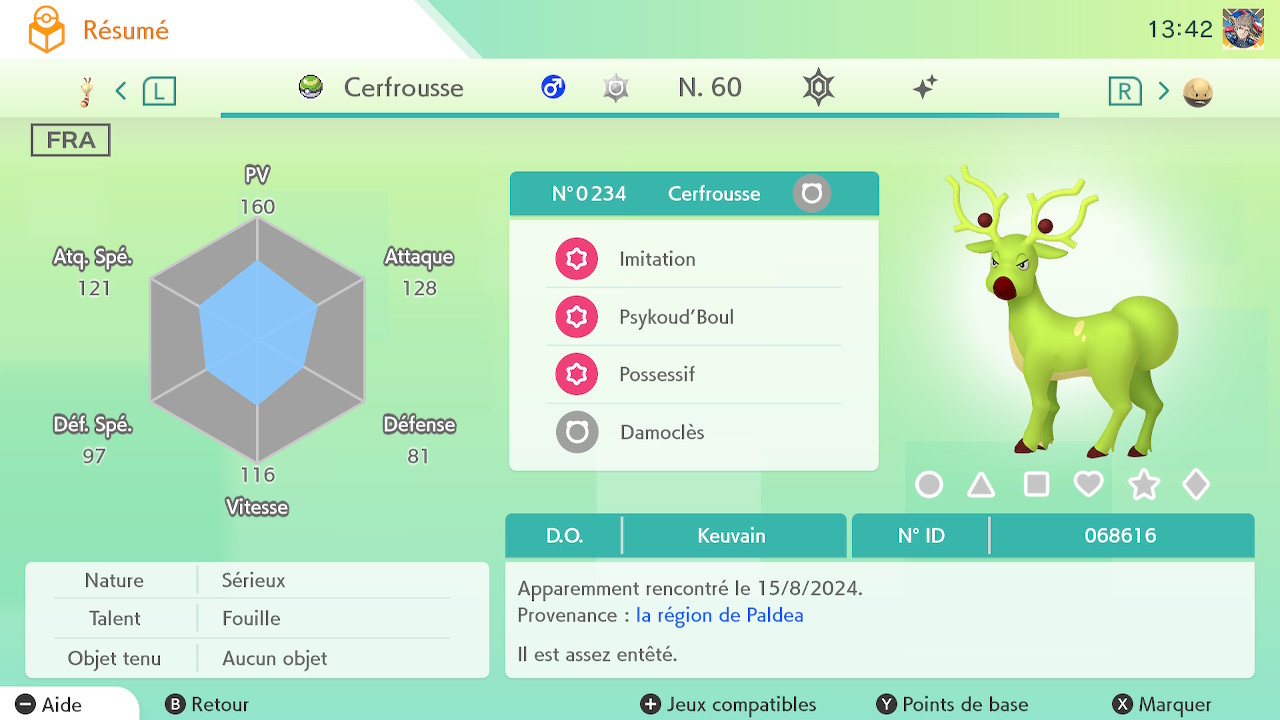 Résumé
13:42
L
Cerfrousse
N. 60
R
FRA
PV
160
Atq. Spé.
121
Attaque
128
Déf. Spé.
97
Défense
81
116
Vitesse
N°0234 Cerfrousse
Imitation
Psykoud'Boul
Possessif
Damoclès
D.O. Keuvain N° ID 068616
Nature Sérieux
Talent Fouille
Objet tenu Aucun objet
Apparemment rencontré le 15/8/2024.
Provenance : la région de Paldea
Il est assez entêté.
Aide
B Retour
Jeux compatibles
Y Points de base
X Marquer